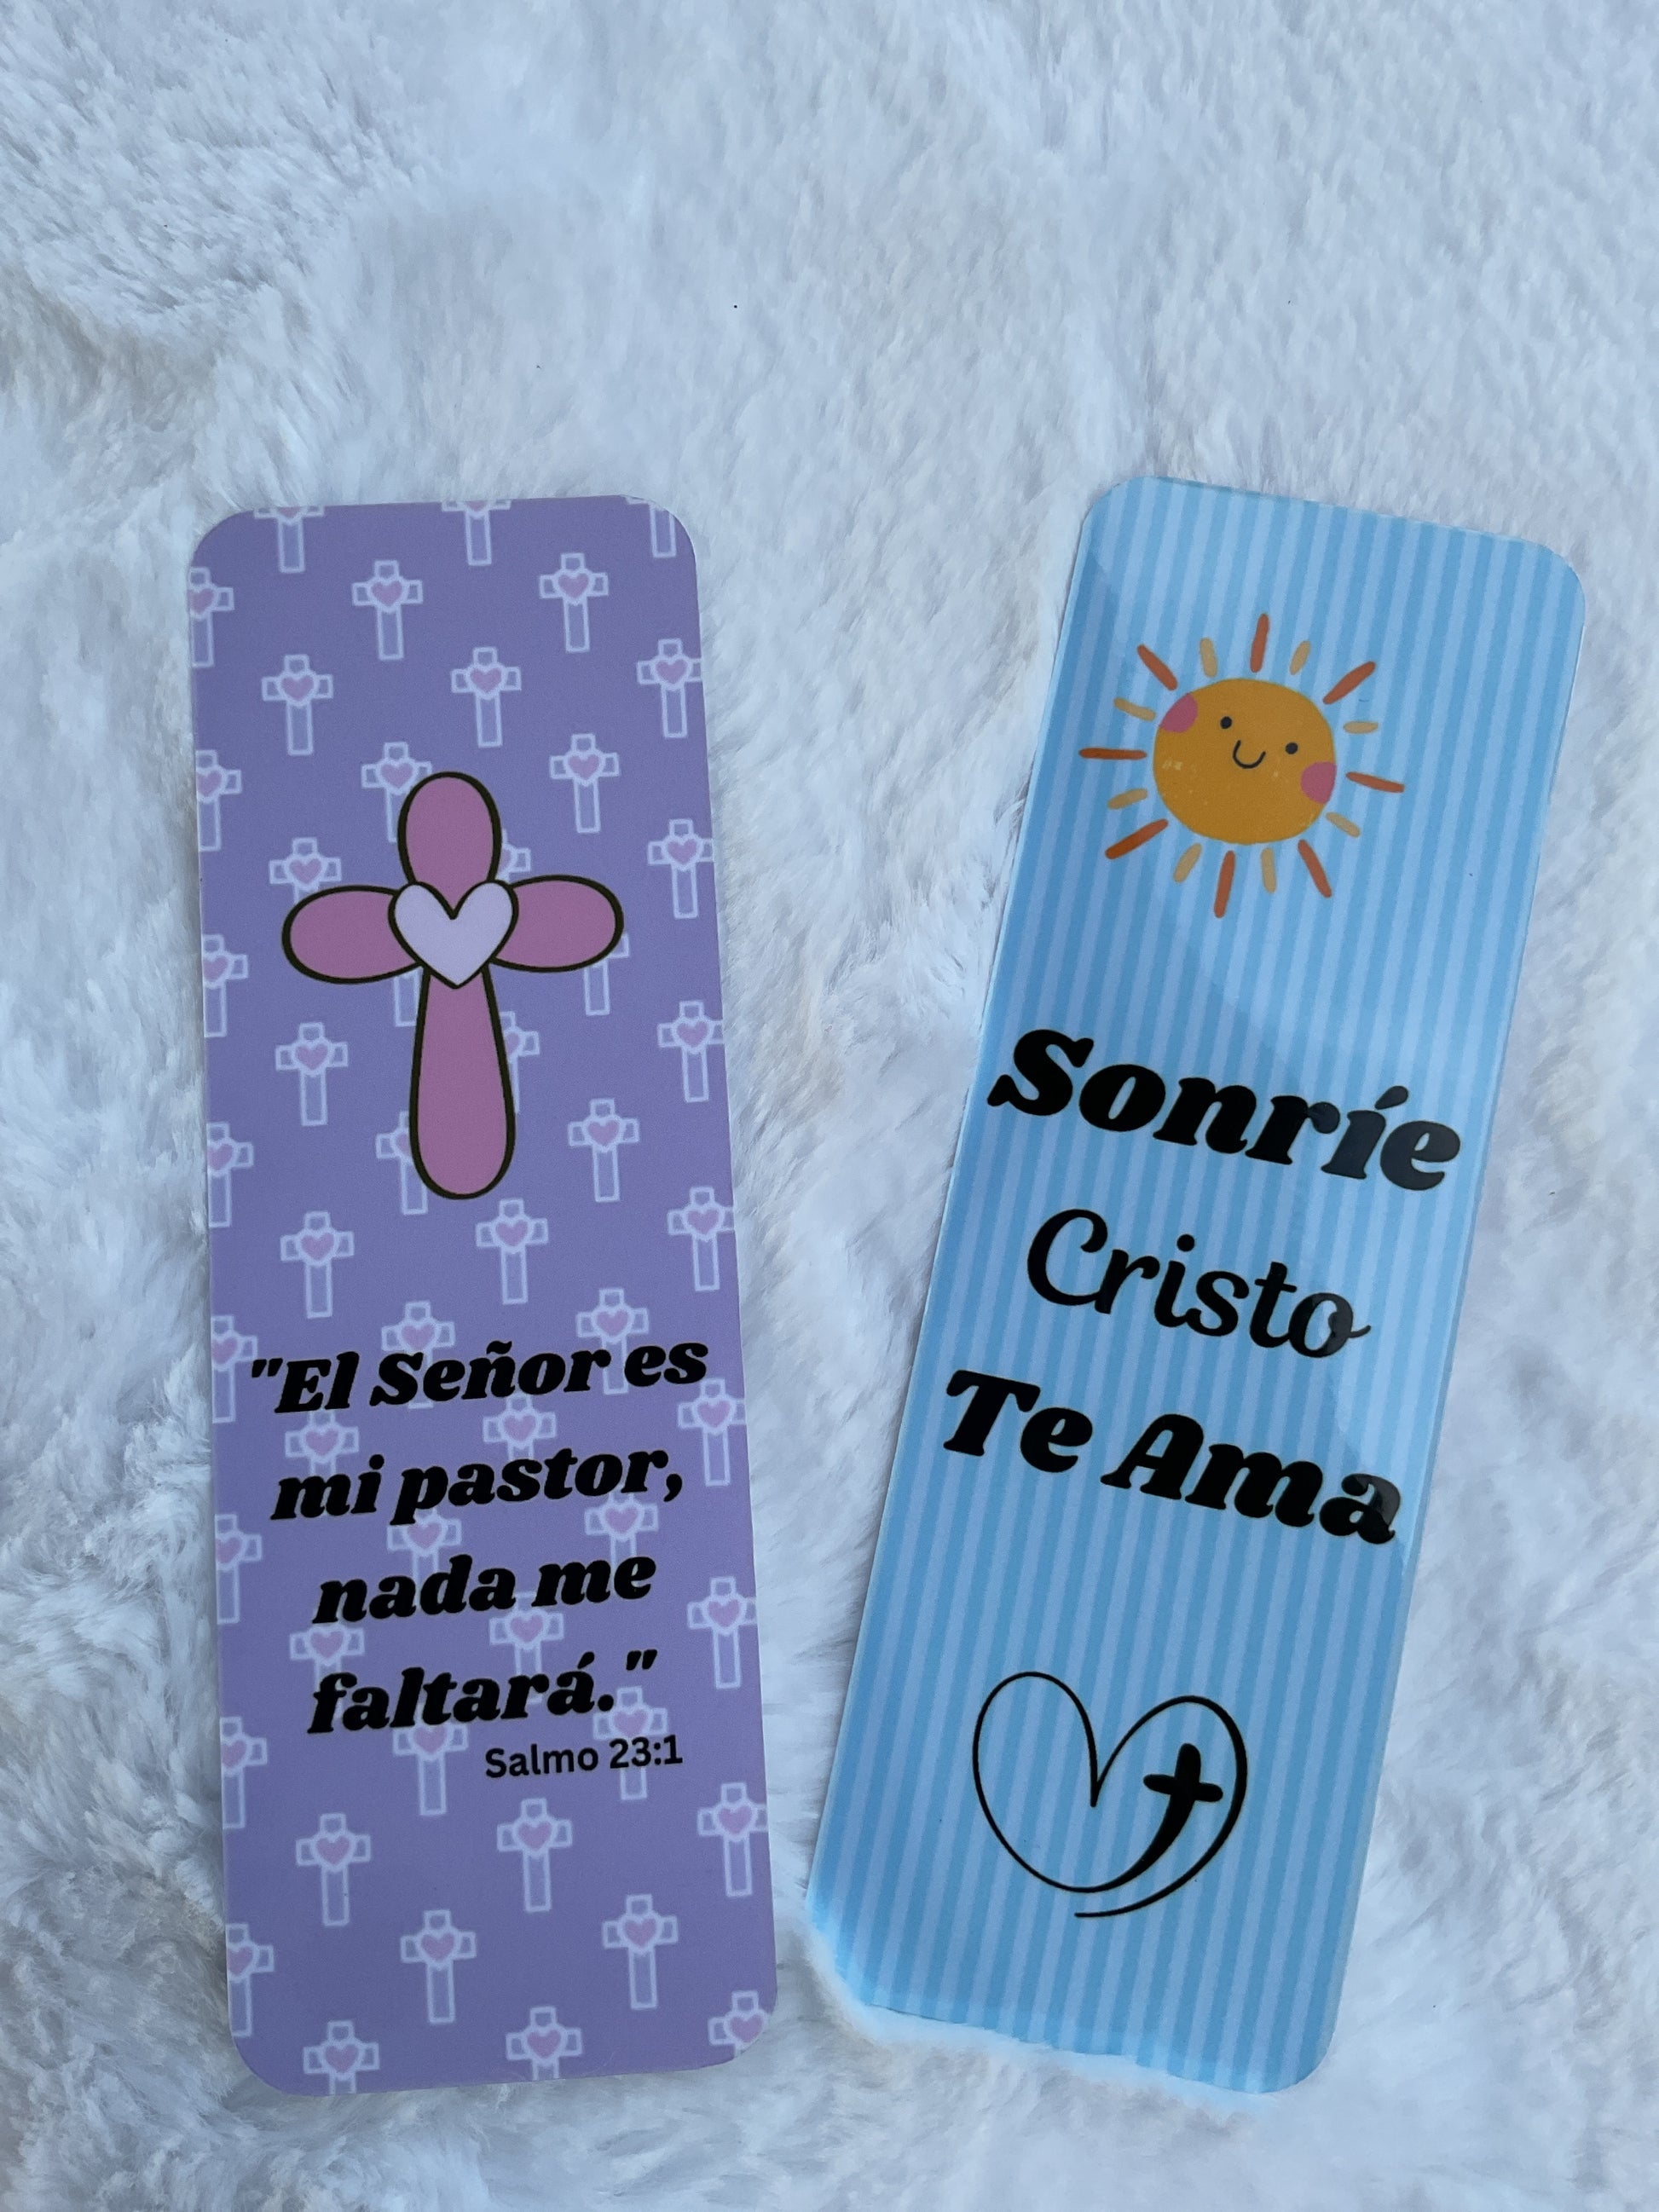 "El Señor es
mi pastor,
nada me
faltará."
Salmo 23:1
Sonríe
Cristo
Te Ama